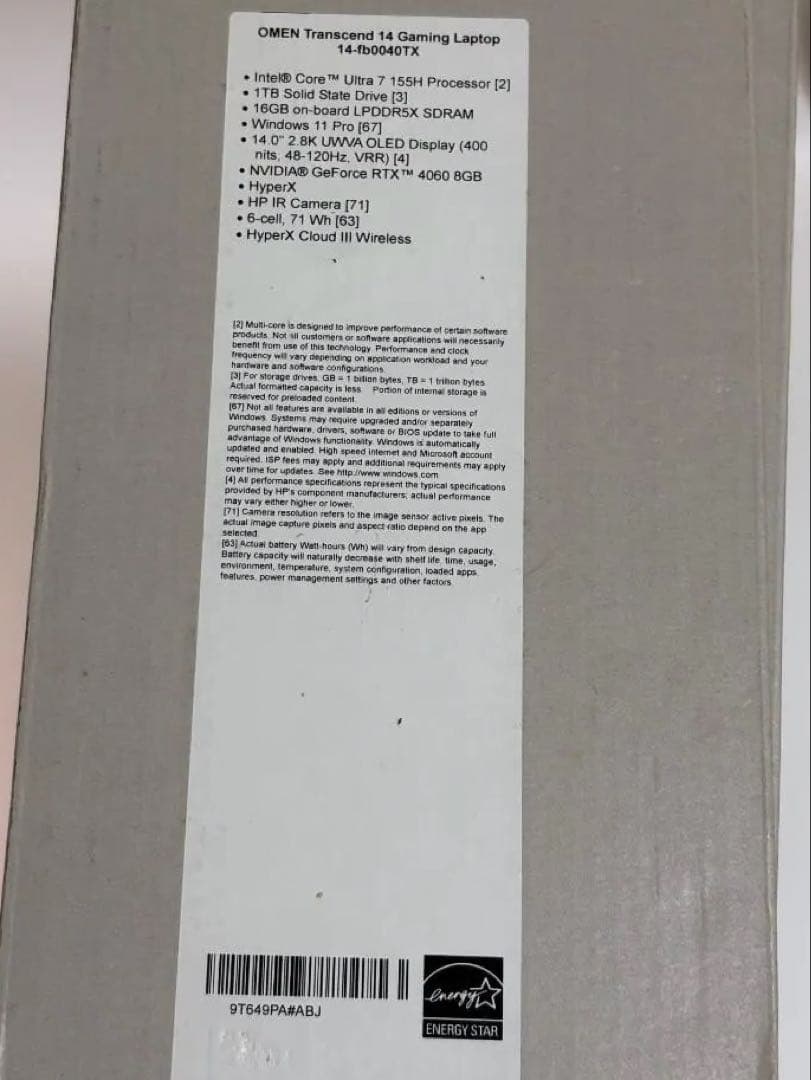 OMEN Transcend 14 Gaming Laptop
14-fb0040TX
• Intel® Core™ Ultra 7 155H Processor [2]
• 1TB Solid State Drive [3]
• 16GB on-board LPDDR5X SDRAM
• Windows 11 Pro [67]
• 14.0" 2.8K UWVA OLED Display (400
nits, 48-120Hz, VRR) [4]
• NVIDIA® GeForce RTX™ 4060 8GB
• HyperX
• HP IR Camera [71]
• 6-cell, 71 Wh [63]
• HyperX Cloud III Wireless
[2] Multi-core is designed to improve performance of certain software
products. Not all customers or software applications will necessarily
benefit from use of this technology. Performance and clock
frequency will vary depending on application workload and your
hardware and software configurations.
[3] For storage drives, GB = 1 billion bytes, TB = 1 trillion bytes
Actual formatted capacity is less. Portion of internal storage is
reserved for preloaded content.
[67] Not all features are available in all editions or versions of
Windows. Systems may require upgraded and/or separately
purchased hardware, drivers, software or BIOS update to take full
advantage of Windows functionality. Windows is automatically
updated and enabled. High speed internet and Microsoft account
required. ISP fees may apply and additional requirements may apply
over time for updates. See http://www.windows.com
[4] All performance specifications represent the typical specifications
provided by HP's component manufacturers; actual performance
may vary either higher or lower.
[71] Camera resolution refers to the image sensor active pixels. The
actual image capture pixels and aspect ratio depend on the app
selected.
[63] Actual battery Watt-hours (Wh) will vary from design capacity.
Battery capacity will naturally decrease with shelf life, time, usage,
environment, temperature, system configuration, loaded apps,
features, power management settings and other factors.
9T649PA#ABJ
energy
ENERGY STAR